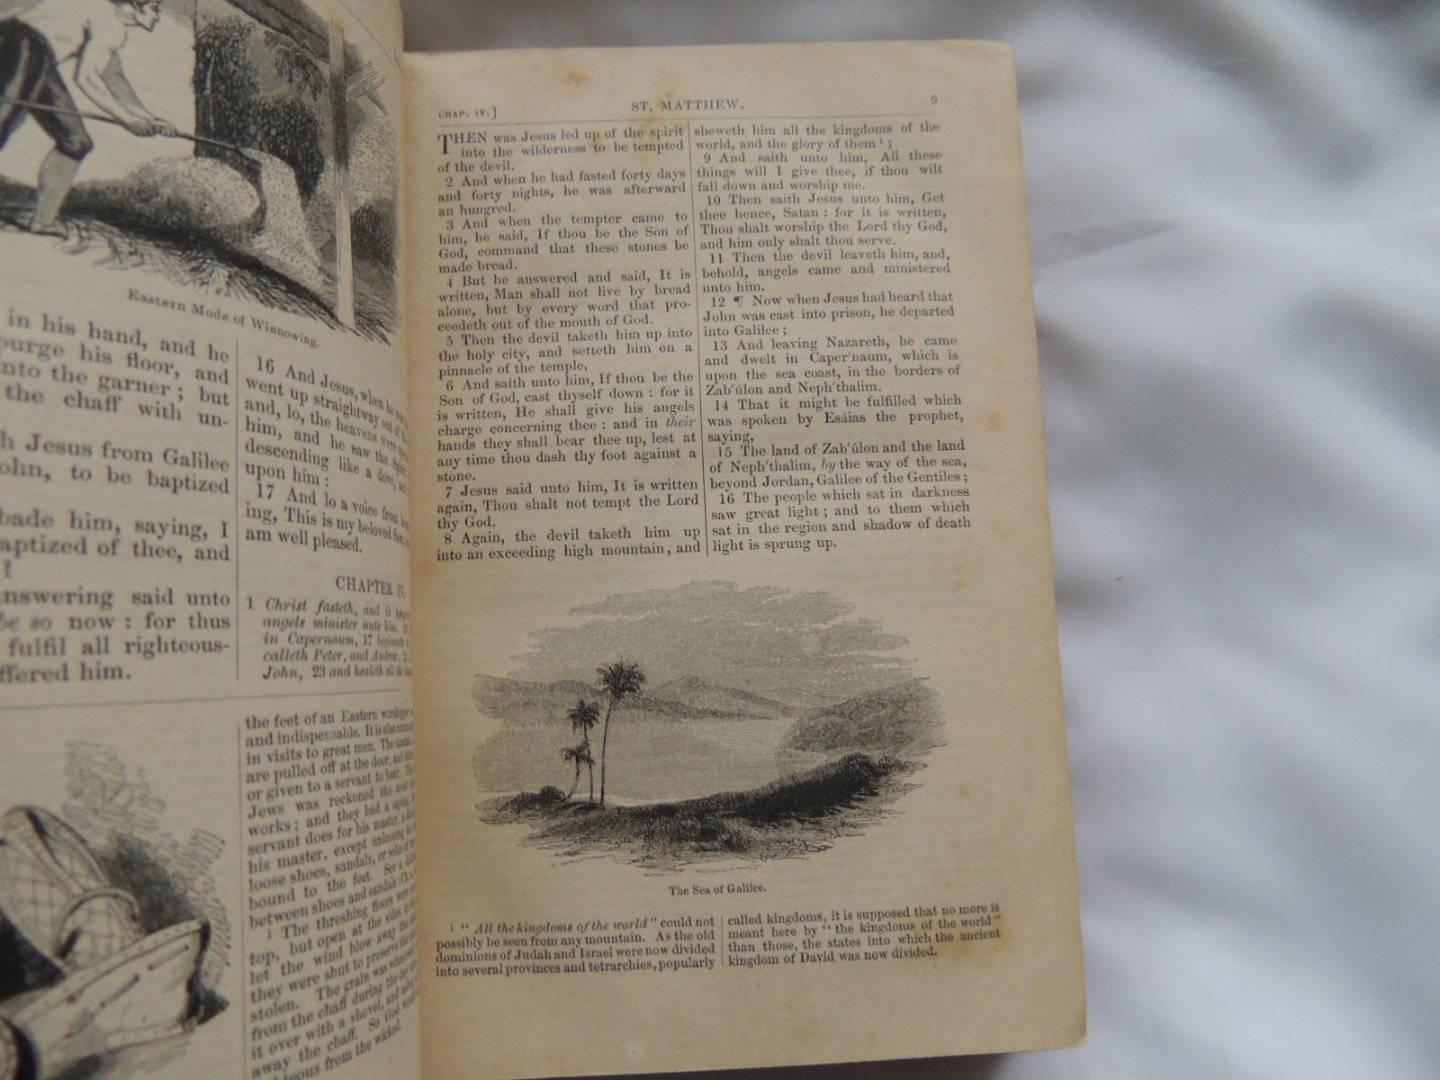 Eastern Mode of Winnowing.
in his hand, and he
purge his floor, and
into the garner; but
the chaff with un-
Jesus from Galilee
to be baptized
him, saying, I
of thee, and
!
answering said unto
be so now: for thus
fulfil all righteous-
him.
16 And Jesus, when he was
went up straightway out of
and, lo, the heavens were
him, and he saw the
descending like a dove, and
upon him:
17 And lo a voice from
ing, This is my beloved Son,
am well pleased.
CHAPTER IV.
1 Christ fasteth, and is
angels minister unto him.
in Capernaum, 17
calleth Peter, and Andrew,
John, 23 and healeth all the
the feet of an Eastern
and indispensable. It is also
in visits to great men. The
are pulled off at the door, and
or given to a servant to bear.
Jews was reckoned the
works; and they had a saying,
servant does for his master, a
his master, except unloosing
loose shoes, sandals, or soles of
bound to the feet. See a
between shoes and sandals
1 The threshing floors were
top, but open at the sides
let the wind blow away the
they were shut to preserve the
stolen. The grain was winnowed
from the chaff during the
it over with a shovel, and
away the chaff. So God
from the wicked.
CHAP. IV.]
ST. MATTHEW.
9
THEN was Jesus led up of the spirit
into the wilderness to be tempted
of the devil.
2 And when he had fasted forty days
and forty nights, he was afterward
an hungred.
3 And when the tempter came to
him, he said, If thou be the Son of
God, command that these stones be
made bread.
4 But he answered and said, It is
written, Man shall not live by bread
alone, but by every word that pro-
ceedeth out of the mouth of God.
5 Then the devil taketh him up into
the holy city, and setteth him on a
pinnacle of the temple,
6 And saith unto him, If thou be the
Son of God, cast thyself down: for it
is written, He shall give his angels
charge concerning thee: and in their
hands they shall bear thee up, lest at
any time thou dash thy foot against a
stone.
7 Jesus said unto him, It is written
again, Thou shalt not tempt the Lord
thy God.
8 Again, the devil taketh him up
into an exceeding high mountain, and
sheweth him all the kingdoms of the
world, and the glory of them ¹;
9 And saith unto him, All these
things will I give thee, if thou wilt
fall down and worship me.
10 Then saith Jesus unto him, Get
thee hence, Satan: for it is written,
Thou shalt worship the Lord thy God,
and him only shalt thou serve.
11 Then the devil leaveth him, and,
behold, angels came and ministered
unto him.
12 ¶ Now when Jesus had heard that
John was cast into prison, he departed
into Galilee;
13 And leaving Nazareth, he came
and dwelt in Caper'naum, which is
upon the sea coast, in the borders of
Zab'úlon and Neph'thalim.
14 That it might be fulfilled which
was spoken by Esáias the prophet,
saying,
15 The land of Zab'úlon and the land
of Neph'thalim, by the way of the sea,
beyond Jordan, Galilee of the Gentiles;
16 The people which sat in darkness
saw great light; and to them which
sat in the region and shadow of death
light is sprung up.
The Sea of Galilee.
1 "All the kingdoms of the world" could not
possibly be seen from any mountain. As the old
dominions of Judah and Israel were now divided
into several provinces and tetrarchies, popularly
called kingdoms, it is supposed that no more is
meant here by "the kingdoms of the world"
than those, the states into which the ancient
kingdom of David was now divided.